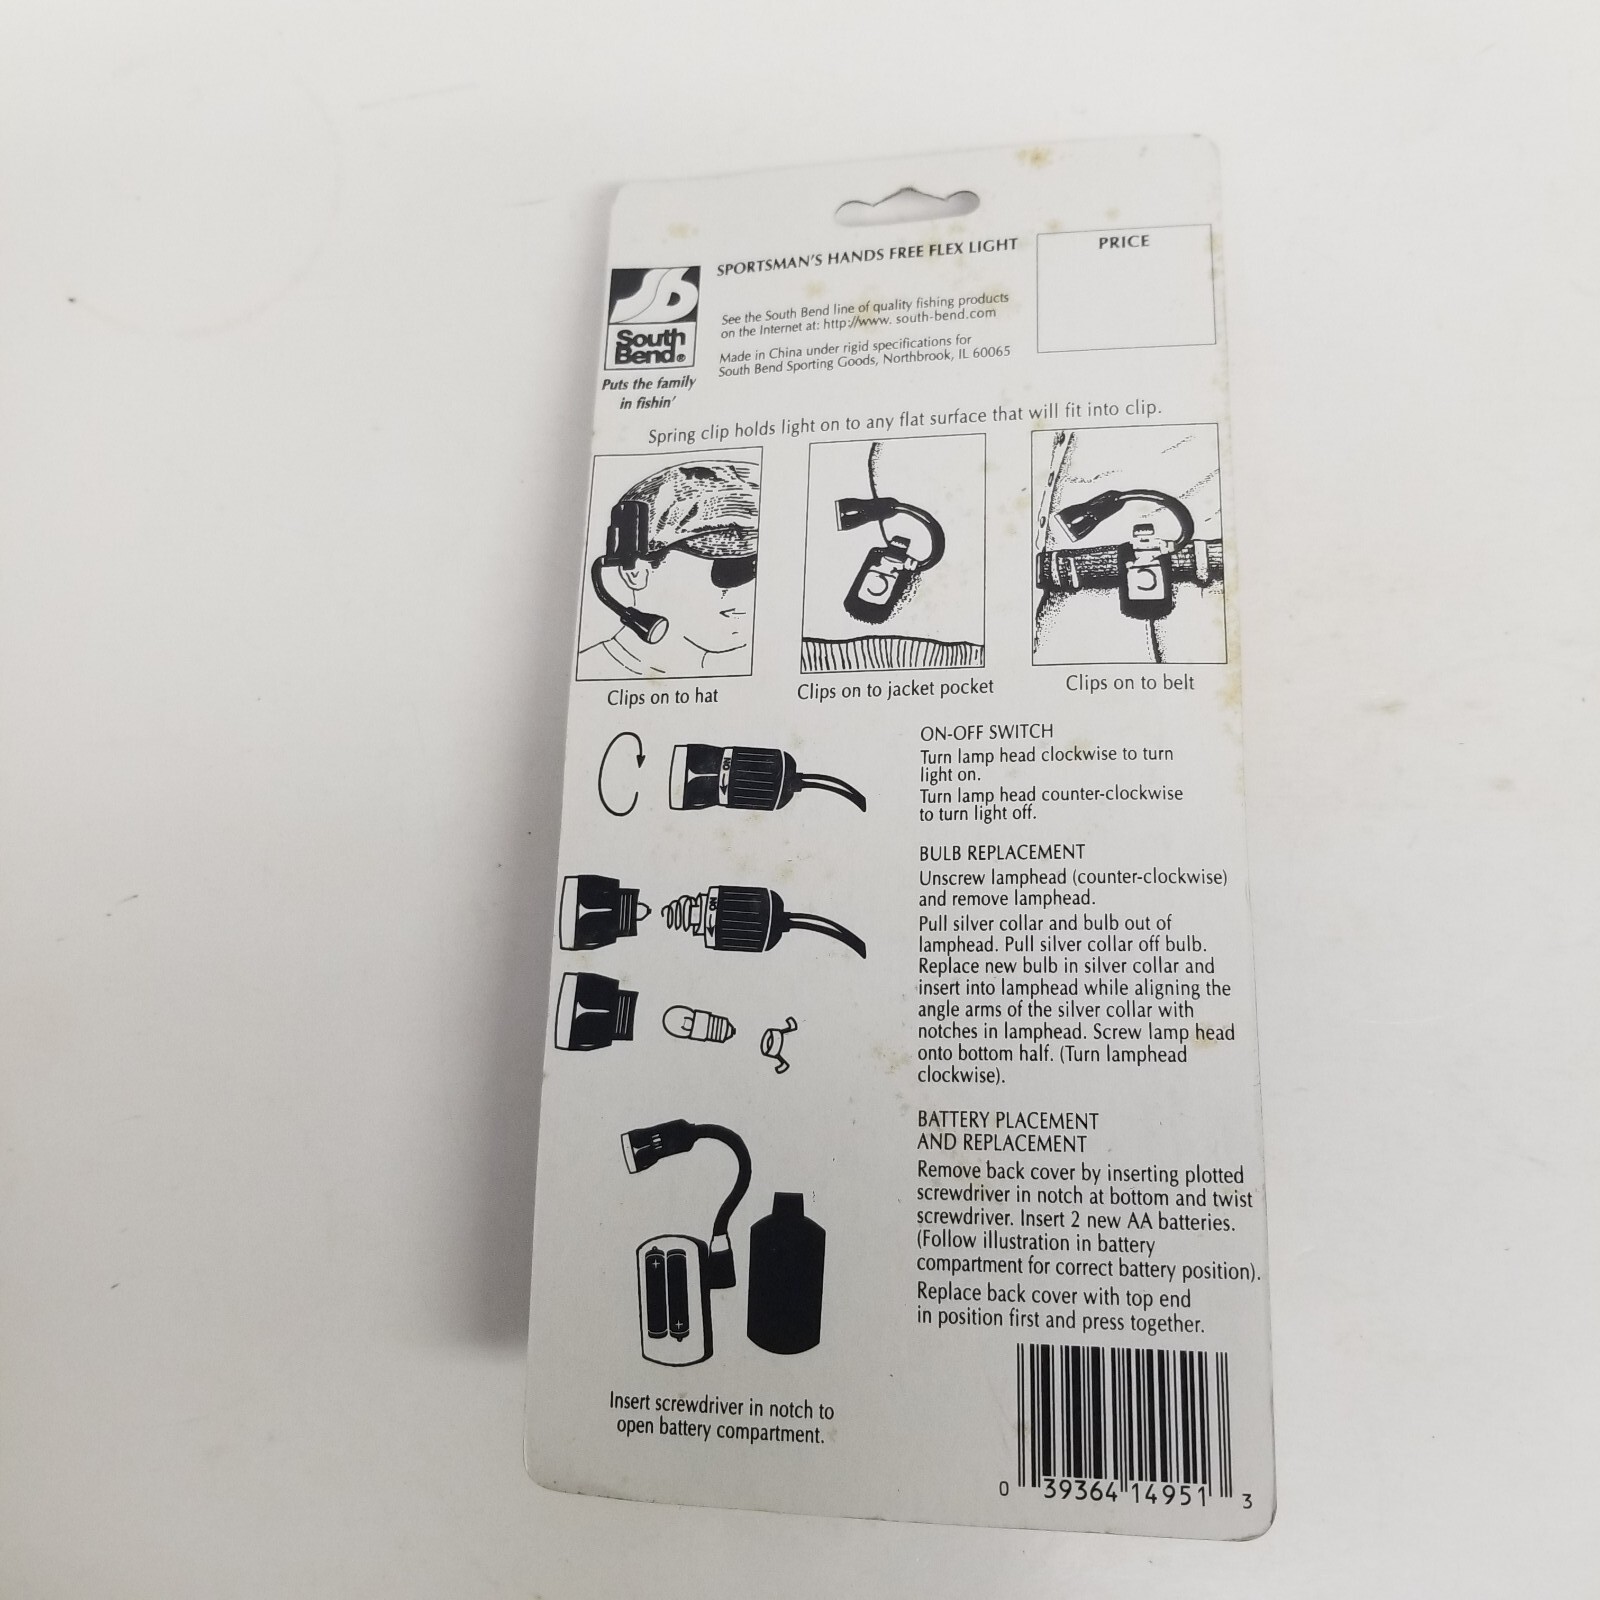 SPORTSMAN'S HANDS FREE FLEX LIGHT
PRICE
South
Bend®
Puts the family
in fishin'
See the South Bend line of quality fishing products
on the Internet at: http://www. south-bend.com
Made in China under rigid specifications for
South Bend Sporting Goods, Northbrook, IL 60065
Spring clip holds light on to any flat surface that will fit into clip.
Clips on to hat
Clips on to jacket pocket
Clips on to belt
ON
ON-OFF SWITCH
Turn lamp head clockwise to turn
light on.
Turn lamp head counter-clockwise
to turn light off.
ON
BULB REPLACEMENT
Unscrew lamphead (counter-clockwise)
and remove lamphead.
Pull silver collar and bulb out of
lamphead. Pull silver collar off bulb.
Replace new bulb in silver collar and
insert into lamphead while aligning the
angle arms of the silver collar with
notches in lamphead. Screw lamp head
onto bottom half. (Turn lamphead
clockwise).
BATTERY PLACEMENT
AND REPLACEMENT
Remove back cover by inserting plotted
screwdriver in notch at bottom and twist
screwdriver. Insert 2 new AA batteries.
(Follow illustration in battery
compartment for correct battery position).
Replace back cover with top end
in position first and press together.
+
+
Insert screwdriver in notch to
open battery compartment.
0 39364 14951 3